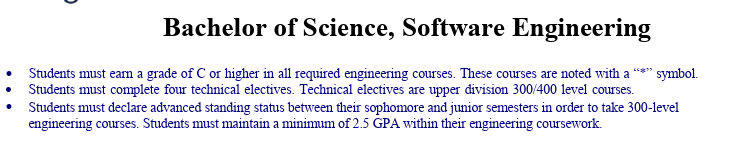 Bachelor of Science, Software Engineering
• Students must earn a grade of C or higher in all required engineering courses. These courses are noted with a “*” symbol.
• Students must complete four technical electives. Technical electives are upper division 300/400 level courses.
• Students must declare advanced standing status between their sophomore and junior semesters in order to take 300-level
engineering courses. Students must maintain a minimum of 2.5 GPA within their engineering coursework.